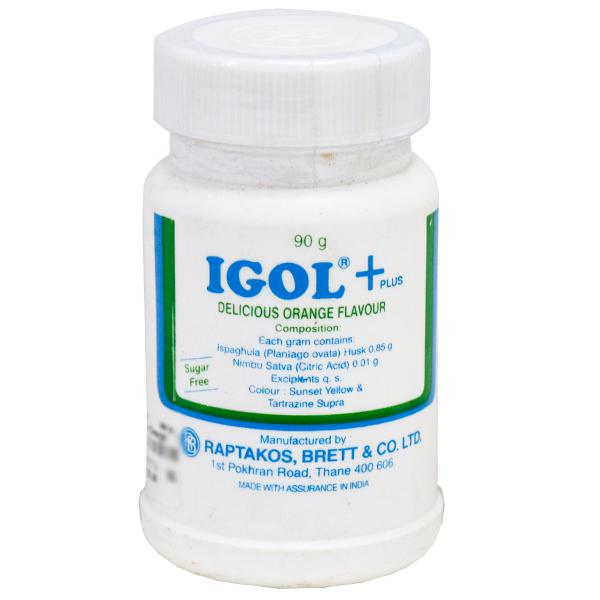 90 g
IGOL® + PLUS
DELICIOUS ORANGE FLAVOUR
Composition:
Each gram contains:
Ispaghula (Plantago ovata) Husk 0.85 g
Nimbu Satva (Citric Acid) 0.01 g
Excipients q. s.
Colour : Sunset Yellow &
Tartrazine Supra
Sugar
Free
Manufactured by :
RAPTAKOS, BRETT & CO. LTD.
1st Pokhran Road, Thane 400 606.
MADE WITH ASSURANCE IN INDIA